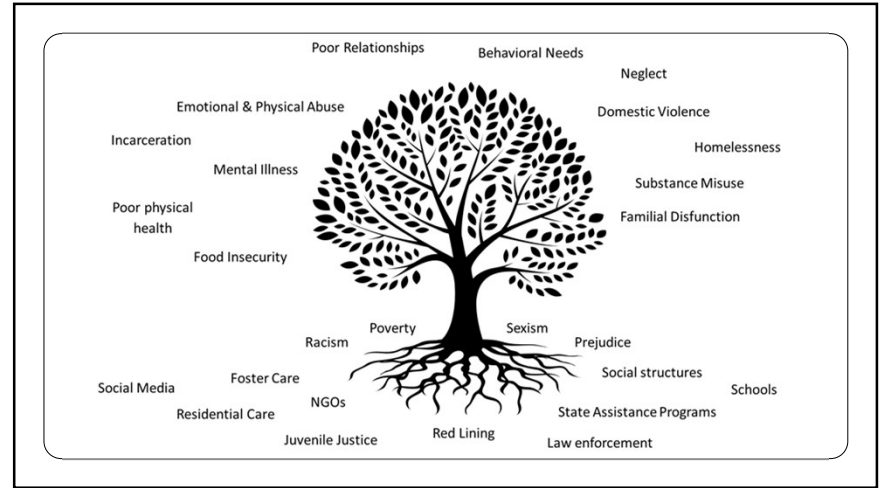 Poor Relationships
Behavioral Needs
Neglect
Emotional & Physical Abuse
Domestic Violence
Incarceration
Homelessness
Mental Illness
Substance Misuse
Poor physical
health
Familial Disfunction
Food Insecurity
Poverty
Sexism
Racism
Prejudice
Social structures
Foster Care
Social Media
Schools
NGOs
Residential Care
State Assistance Programs
Red Lining
Juvenile Justice
Law enforcement